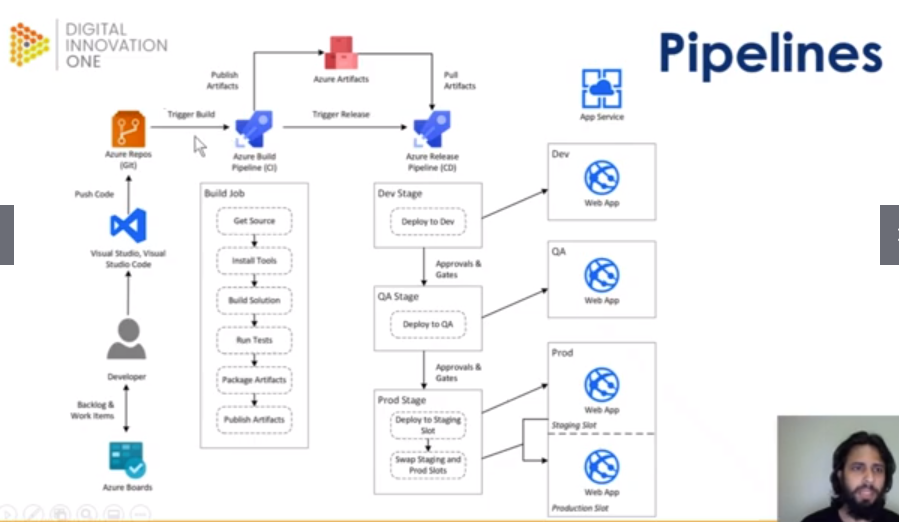 DIGITAL
INNOVATION
ONE
Pipelines
Publish
Artifacts
Azure Artifacts
Pull
Artifacts
App Service
Trigger Build
Trigger Release
Azure Repos
(Git)
Azure Build
Pipeline (CI)
Azure Release
Pipeline (CD)
Push Code
Visual Studio, Visual
Studio Code
Developer
Backlog &
Work Items
Azure Boards
Build Job
Get Source
Install Tools
Build Solution
Run Tests
Package Artifacts
Publish Artifacts
Dev Stage
Deploy to Dev
Approvals &
Gates
QA Stage
Deploy to QA
Approvals &
Gates
Prod Stage
Deploy to Staging
Slot
Swap Staging and
Prod Slots
Dev
Web App
QA
Web App
Prod
Web App
Staging Slot
Web App
Production Slot